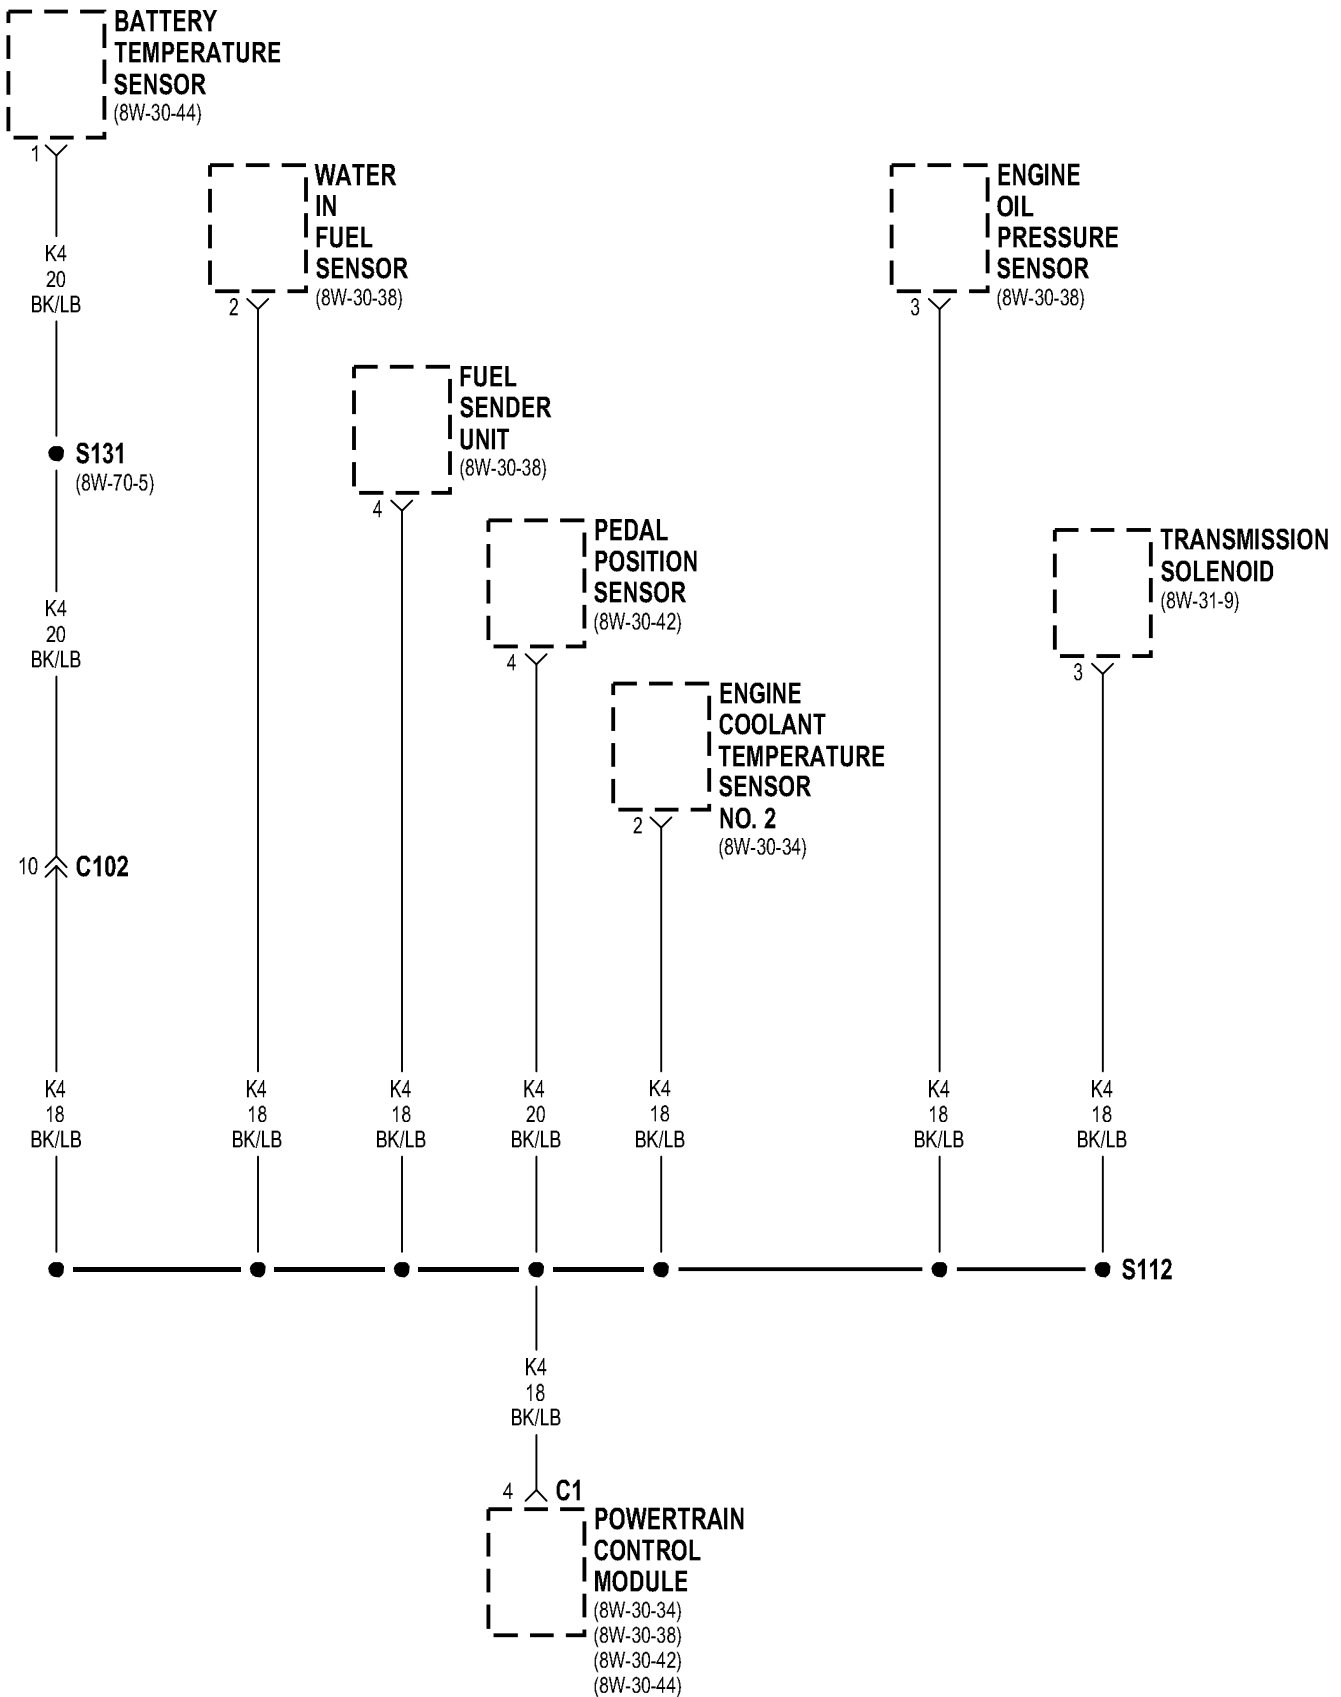 BATTERY
TEMPERATURE
SENSOR
(8W-30-44)
1
K4
20
BK/LB
S131
(8W-70-5)
K4
20
BK/LB
10
C102
K4
18
BK/LB
WATER
IN
FUEL
SENSOR
(8W-30-38)
2
K4
18
BK/LB
FUEL
SENDER
UNIT
(8W-30-38)
4
K4
18
BK/LB
PEDAL
POSITION
SENSOR
(8W-30-42)
4
K4
20
BK/LB
ENGINE
COOLANT
TEMPERATURE
SENSOR
NO. 2
(8W-30-34)
2
K4
18
BK/LB
ENGINE
OIL
PRESSURE
SENSOR
(8W-30-38)
3
K4
18
BK/LB
TRANSMISSION
SOLENOID
(8W-31-9)
3
K4
18
BK/LB
S112
K4
18
BK/LB
4
C1
POWERTRAIN
CONTROL
MODULE
(8W-30-34)
(8W-30-38)
(8W-30-42)
(8W-30-44)